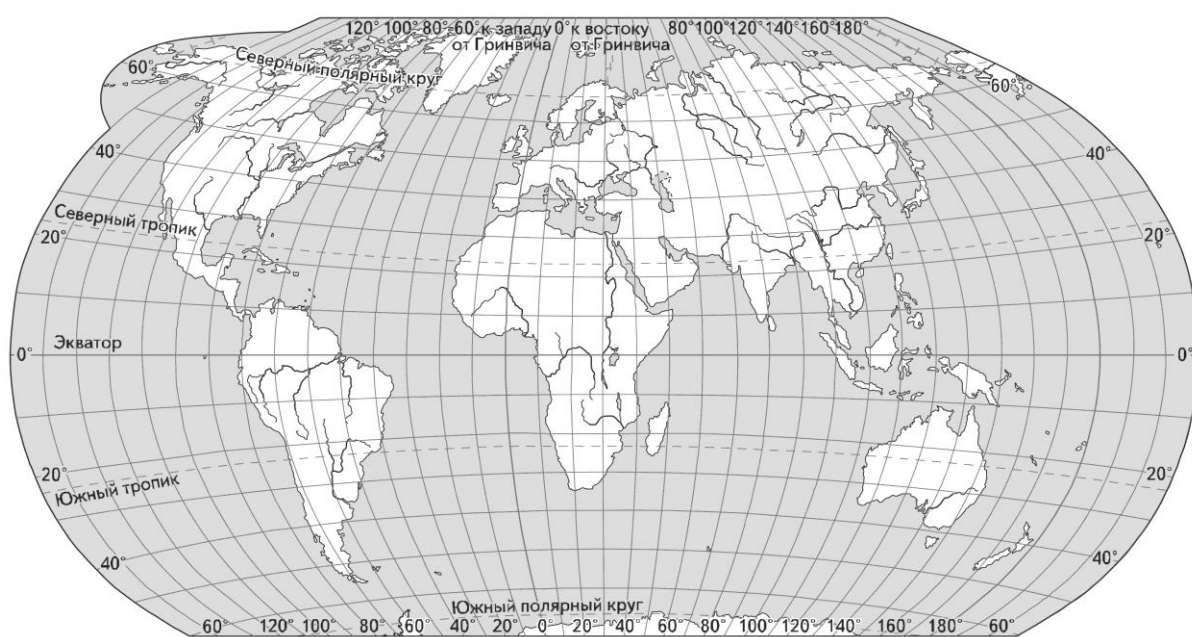 120° 100° 80° 60° к западу 0° к востоку 80° 100° 120° 140° 160° 180°
от Гринвича от Гринвича
Северный полярный круг
60° 60°
40° 40°
Северный тропик
20° 20°
Экватор
0° 0°
20° 20°
Южный тропик
40° 40°
Южный полярный круг
60° 120° 100° 80° 60° 40° 20° 0° 20° 40° 60° 80° 100° 120° 140° 160° 180° 160° 60°